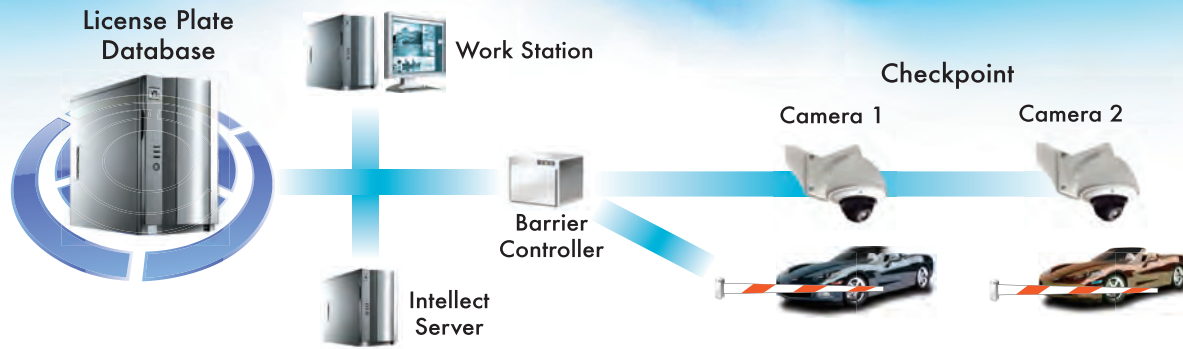 License Plate
Database
Work Station
Checkpoint
Camera 1
Camera 2
Barrier
Controller
Intellect
Server